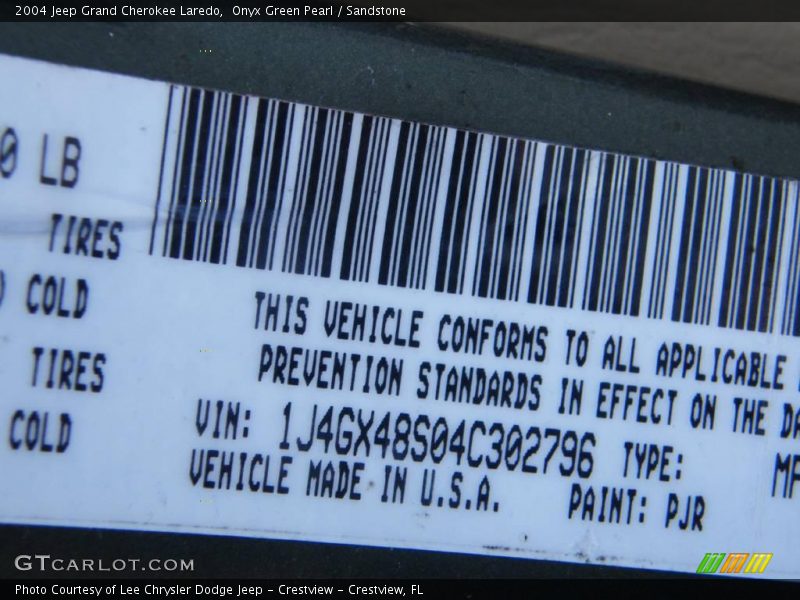 2004 Jeep Grand Cherokee Laredo,  Onyx Green Pearl / Sandstone
0 LB
TIRES
COLD
TIRES
COLD
THIS VEHICLE CONFORMS TO ALL APPLICABLE
PREVENTION STANDARDS IN EFFECT ON THE DA
VIN: 1J4GX48S04C302796 TYPE: MP
VEHICLE MADE IN U.S.A. PAINT: PJR
GTCARLOT.COM
Photo Courtesy of Lee Chrysler Dodge Jeep - Crestview - Crestview, FL